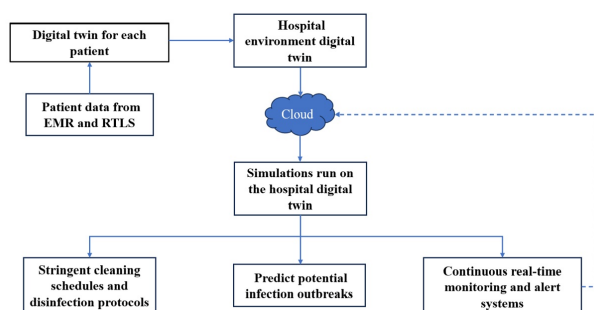 Digital twin for each
patient
Hospital
environment digital
twin
Patient data from
EMR and RTLS
Cloud
Simulations run on
the hospital digital
twin
Stringent cleaning
schedules and
disinfection protocols
Predict potential
infection outbreaks
Continuous real-time
monitoring and alert
systems